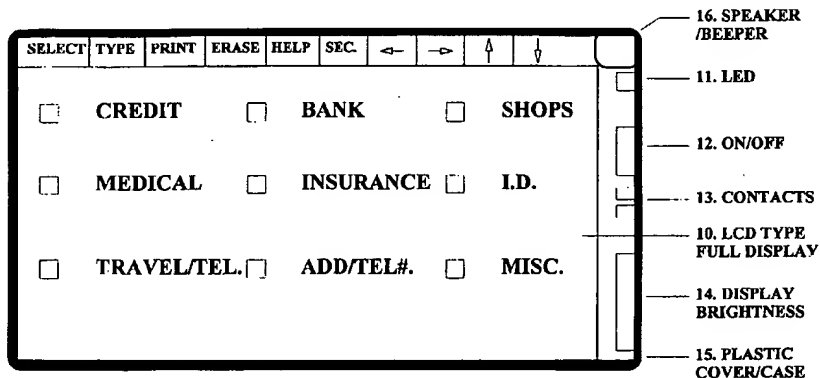 SELECT TYPE PRINT ERASE HELP SEC.
CREDIT BANK SHOPS
MEDICAL INSURANCE I.D.
TRAVEL/TEL. ADD/TEL#. MISC.
16. SPEAKER
/BEEPER
11. LED
12. ON/OFF
13. CONTACTS
10. LCD TYPE
FULL DISPLAY
14. DISPLAY
BRIGHTNESS
15. PLASTIC
COVER/CASE